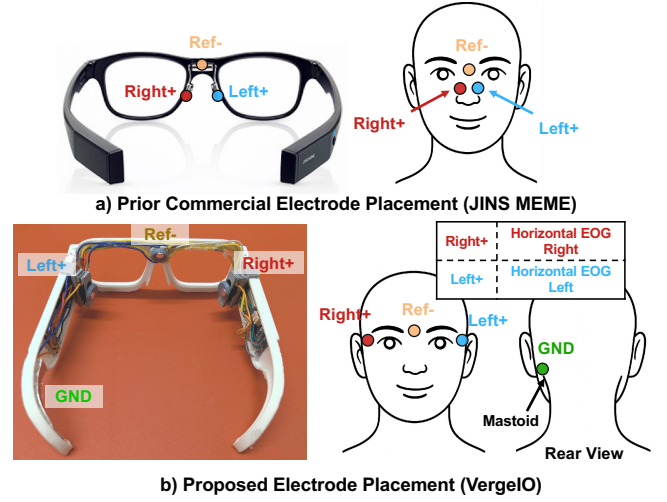 Ref-
Right+
Left+
Ref-
Right+
Left+
a) Prior Commercial Electrode Placement (JINS MEME)
Ref-
Left+
Right+
GND
Right+
Horizontal EOG
Right
Left+
Horizontal EOG
Left
Right+
Ref-
Left+
GND
Mastoid
Rear View
b) Proposed Electrode Placement (VergeIO)